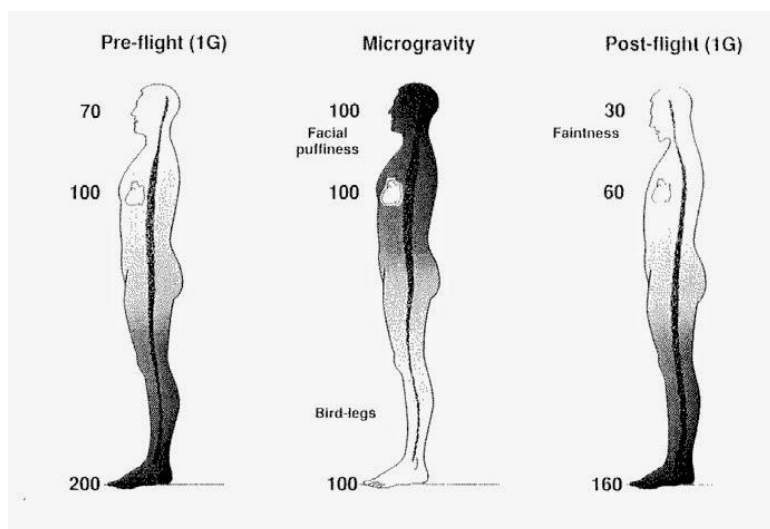 Pre-flight (1G)
70
100
200
Microgravity
100
Facial
puffiness
100
Bird-legs
100
Post-flight (1G)
30
Faintness
60
160